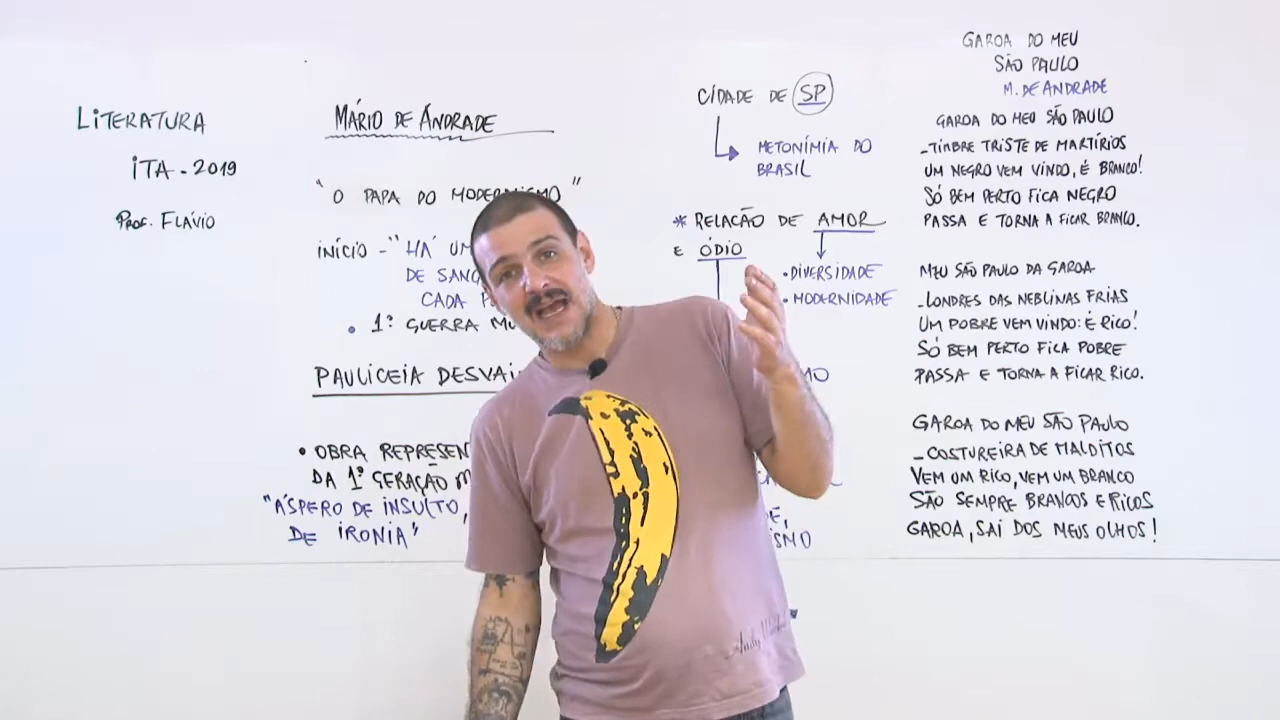 LITERATURA
ITA - 2019
PROF. FLÁVIO
MÁRIO DE ANDRADE
"O PAPA DO MODERNISMO"
INÍCIO - "HÁ UM
DE SANG
CADA P
• 1ª GUERRA MU
PAULICEIA DESVAI
• OBRA REPRESEN
DA 1ª GERAÇÃO M
"ÁSPERO DE INSULTO,
DE IRONIA"
CIDADE DE SP
METONÍMIA DO
BRASIL
* RELAÇÃO DE AMOR
E ÓDIO
• DIVERSIDADE
• MODERNIDADE
GAROA DO MEU
SÃO PAULO
M. DE ANDRADE
GAROA DO MEU SÃO PAULO
_TIMBRE TRISTE DE MARTÍRIOS
UM NEGRO VEM VINDO, É BRANCO!
SÓ BEM PERTO FICA NEGRO
PASSA E TORNA A FICAR BRANCO.
MEU SÃO PAULO DA GAROA
_LONDRES DAS NEBLINAS FRIAS
UM POBRE VEM VINDO: É RICO!
SÓ BEM PERTO FICA POBRE
PASSA E TORNA A FICAR RICO.
GAROA DO MEU SÃO PAULO
_COSTUREIRA DE MALDITOS
VEM UM RICO, VEM UM BRANCO
SÃO SEMPRE BRANCOS E RICOS
GAROA, SAI DOS MEUS OLHOS!
Andy Warhol